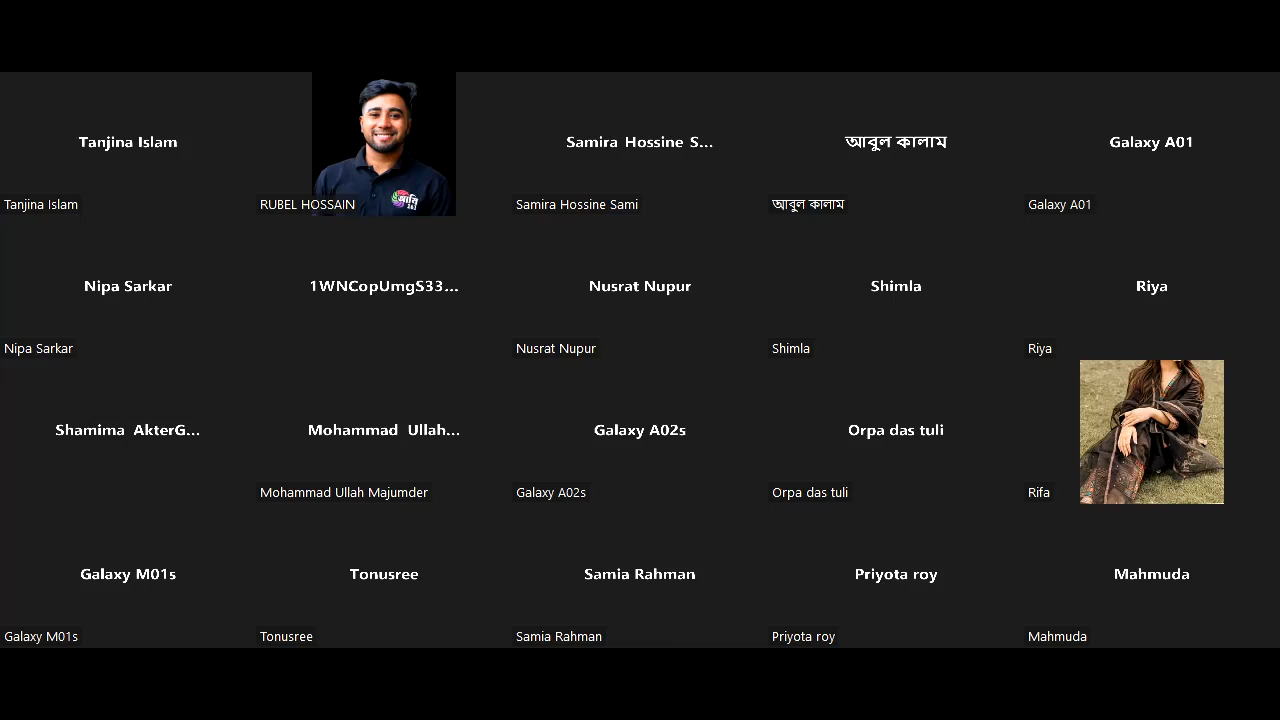 Tanjina Islam
Tanjina Islam
RUBEL HOSSAIN
Samira Hossine S...
Samira Hossine Sami
আবুল কালাম
আবুল কালাম
Galaxy A01
Galaxy A01
Nipa Sarkar
Nipa Sarkar
1WNCopUmgS33...
Nusrat Nupur
Nusrat Nupur
Shimla
Shimla
Riya
Riya
Shamima AkterG...
Mohammad Ullah...
Mohammad Ullah Majumder
Galaxy A02s
Galaxy A02s
Orpa das tuli
Orpa das tuli
Rifa
Galaxy M01s
Galaxy M01s
Tonusree
Tonusree
Samia Rahman
Samia Rahman
Priyota roy
Priyota roy
Mahmuda
Mahmuda